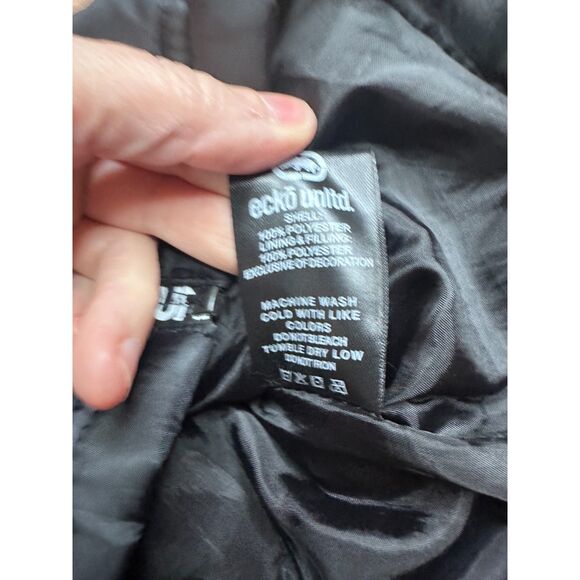 eckō unltd.
SHELL:
100% POLYESTER
LINING & FILLING:
100% POLYESTER
EXCLUSIVE OF DECORATION
MACHINE WASH
COLD WITH LIKE
COLORS
DO NOT BLEACH
TUMBLE DRY LOW
DO NOT IRON